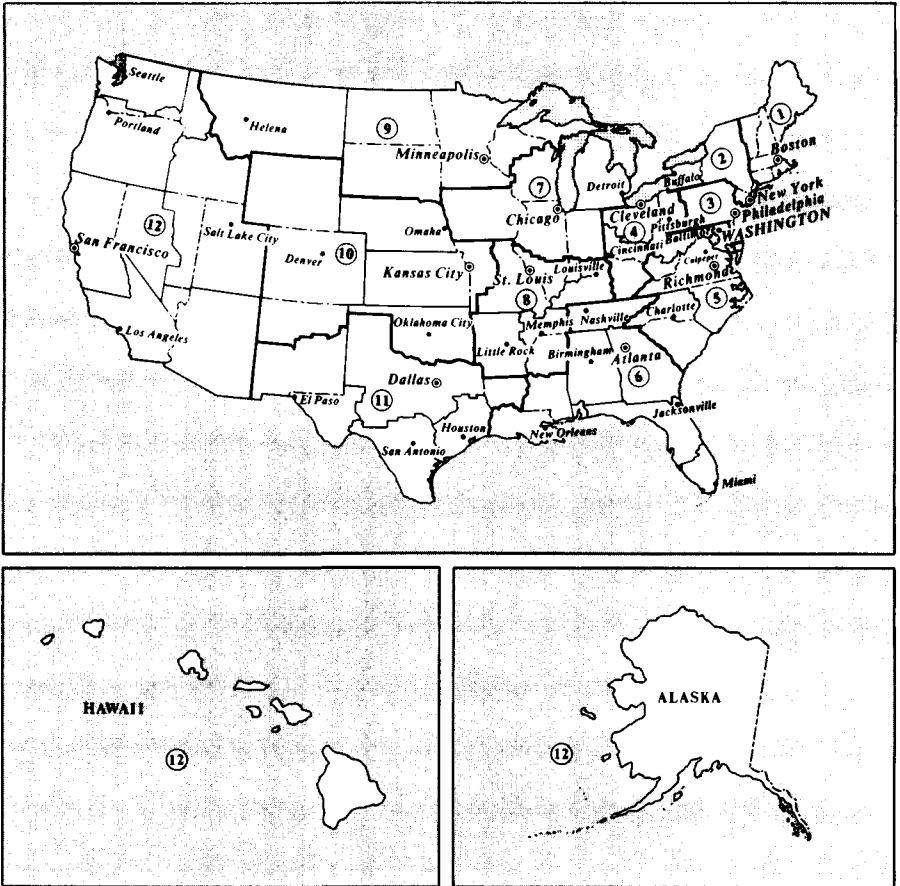 Seattle
Portland
Helena
9
1
Boston
Minneapolis
2
Buffalo
7
Detroit
New York
3
Philadelphia
Chicago
Cleveland
Pittsburgh
4
WASHINGTON
Cincinnati
Baltimore
12
Salt Lake City
San Francisco
Omaha
Denver
10
Kansas City
St. Louis
Louisville
Culpeper
Richmond
8
5
Los Angeles
Oklahoma City
Memphis
Nashville
Charlotte
Little Rock
Birmingham
Atlanta
6
Dallas
El Paso
11
Jacksonville
Houston
New Orleans
San Antonio
Miami
HAWAII
12
ALASKA
12